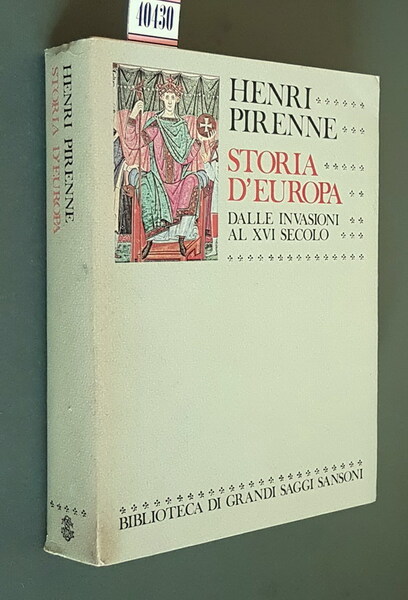 40430
HENRI PIRENNE
STORIA D'EUROPA
HENRI
PIRENNE
STORIA
D'EUROPA
DALLE INVASIONI
AL XVI SECOLO
BIBLIOTECA DI GRANDI SAGGI SANSONI